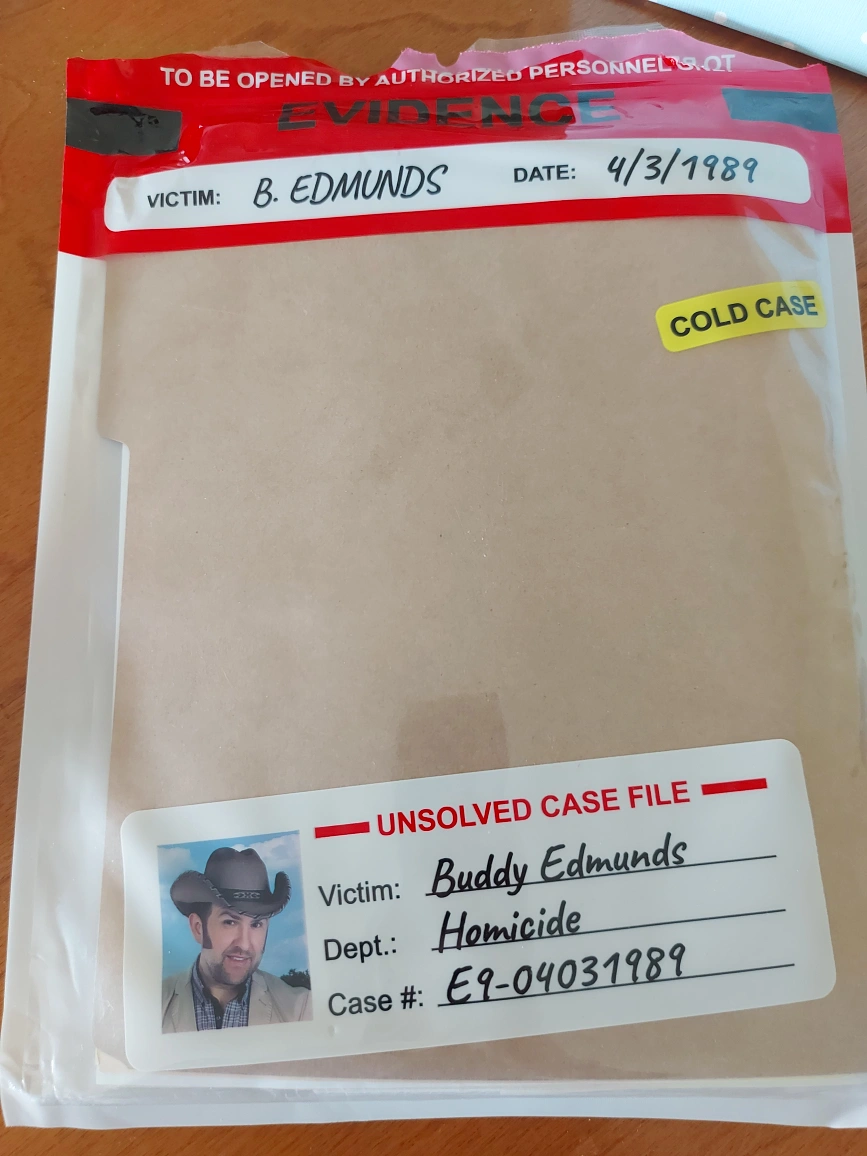 TO BE OPENED BY AUTHORIZED PERSONNEL
EVIDENCE
VICTIM: B. EDMUNDS DATE: 4/3/1989
COLD CASE
UNSOLVED CASE FILE
Victim: Buddy Edmunds
Dept.: Homicide
Case #: E9-04031989